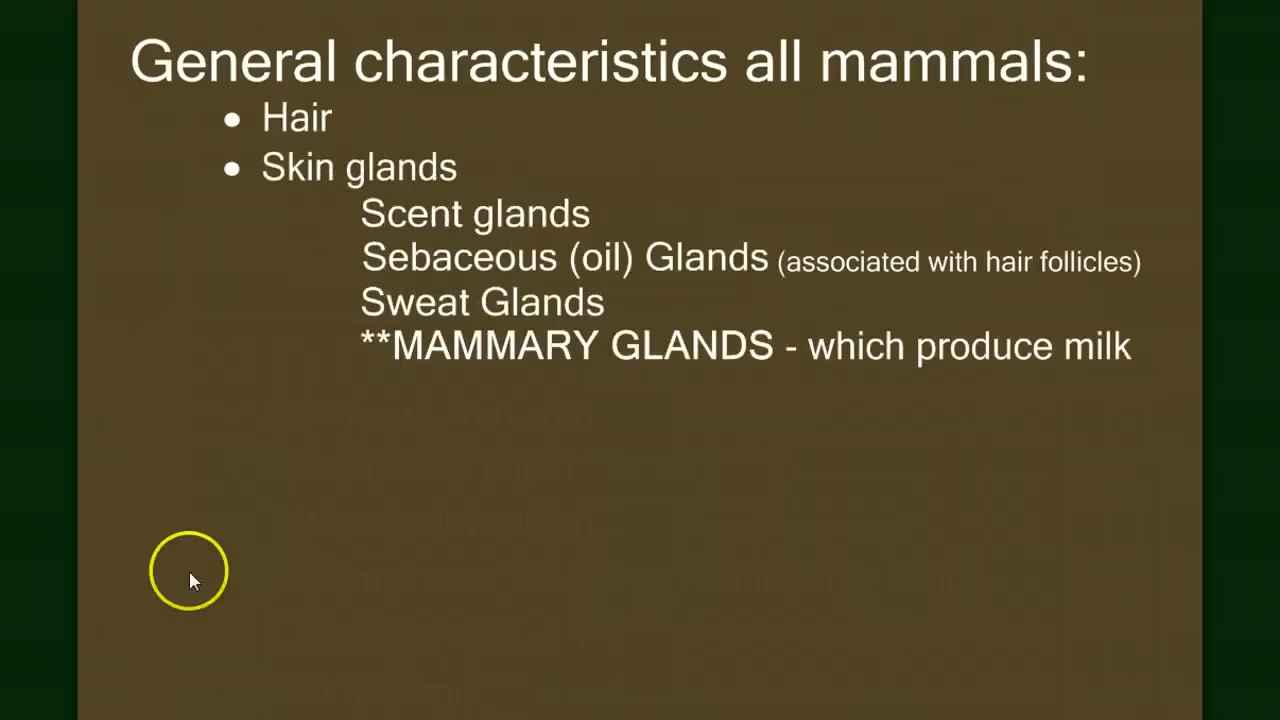 General characteristics all mammals:
● Hair
● Skin glands
Scent glands
Sebaceous (oil) Glands (associated with hair follicles)
Sweat Glands
**MAMMARY GLANDS - which produce milk